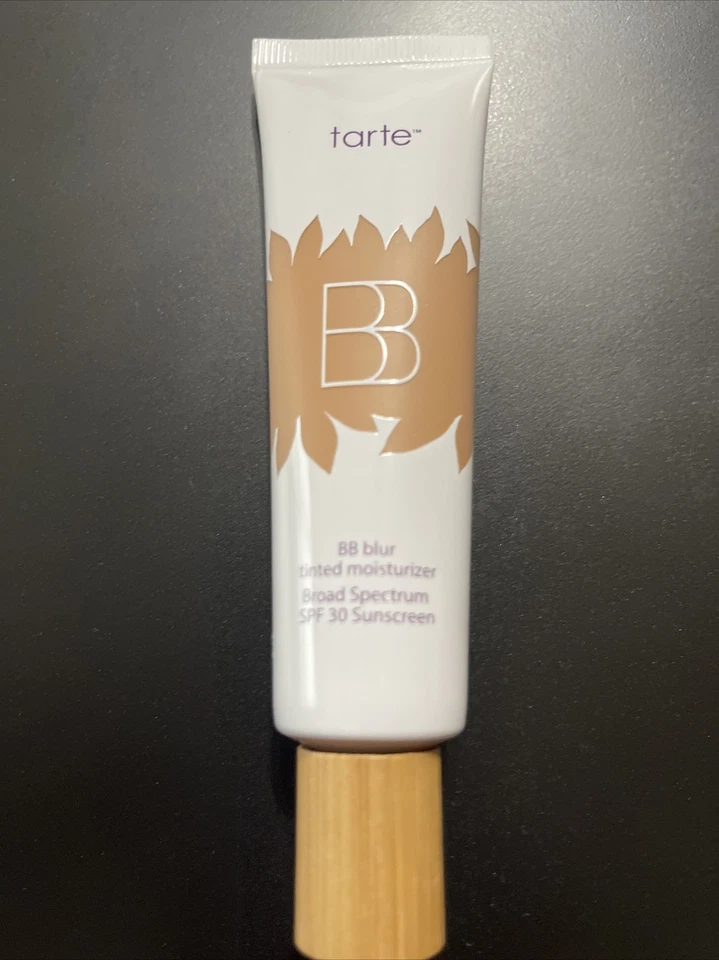 tarte™
BB
BB blur
tinted moisturizer
Broad Spectrum
SPF 30 Sunscreen